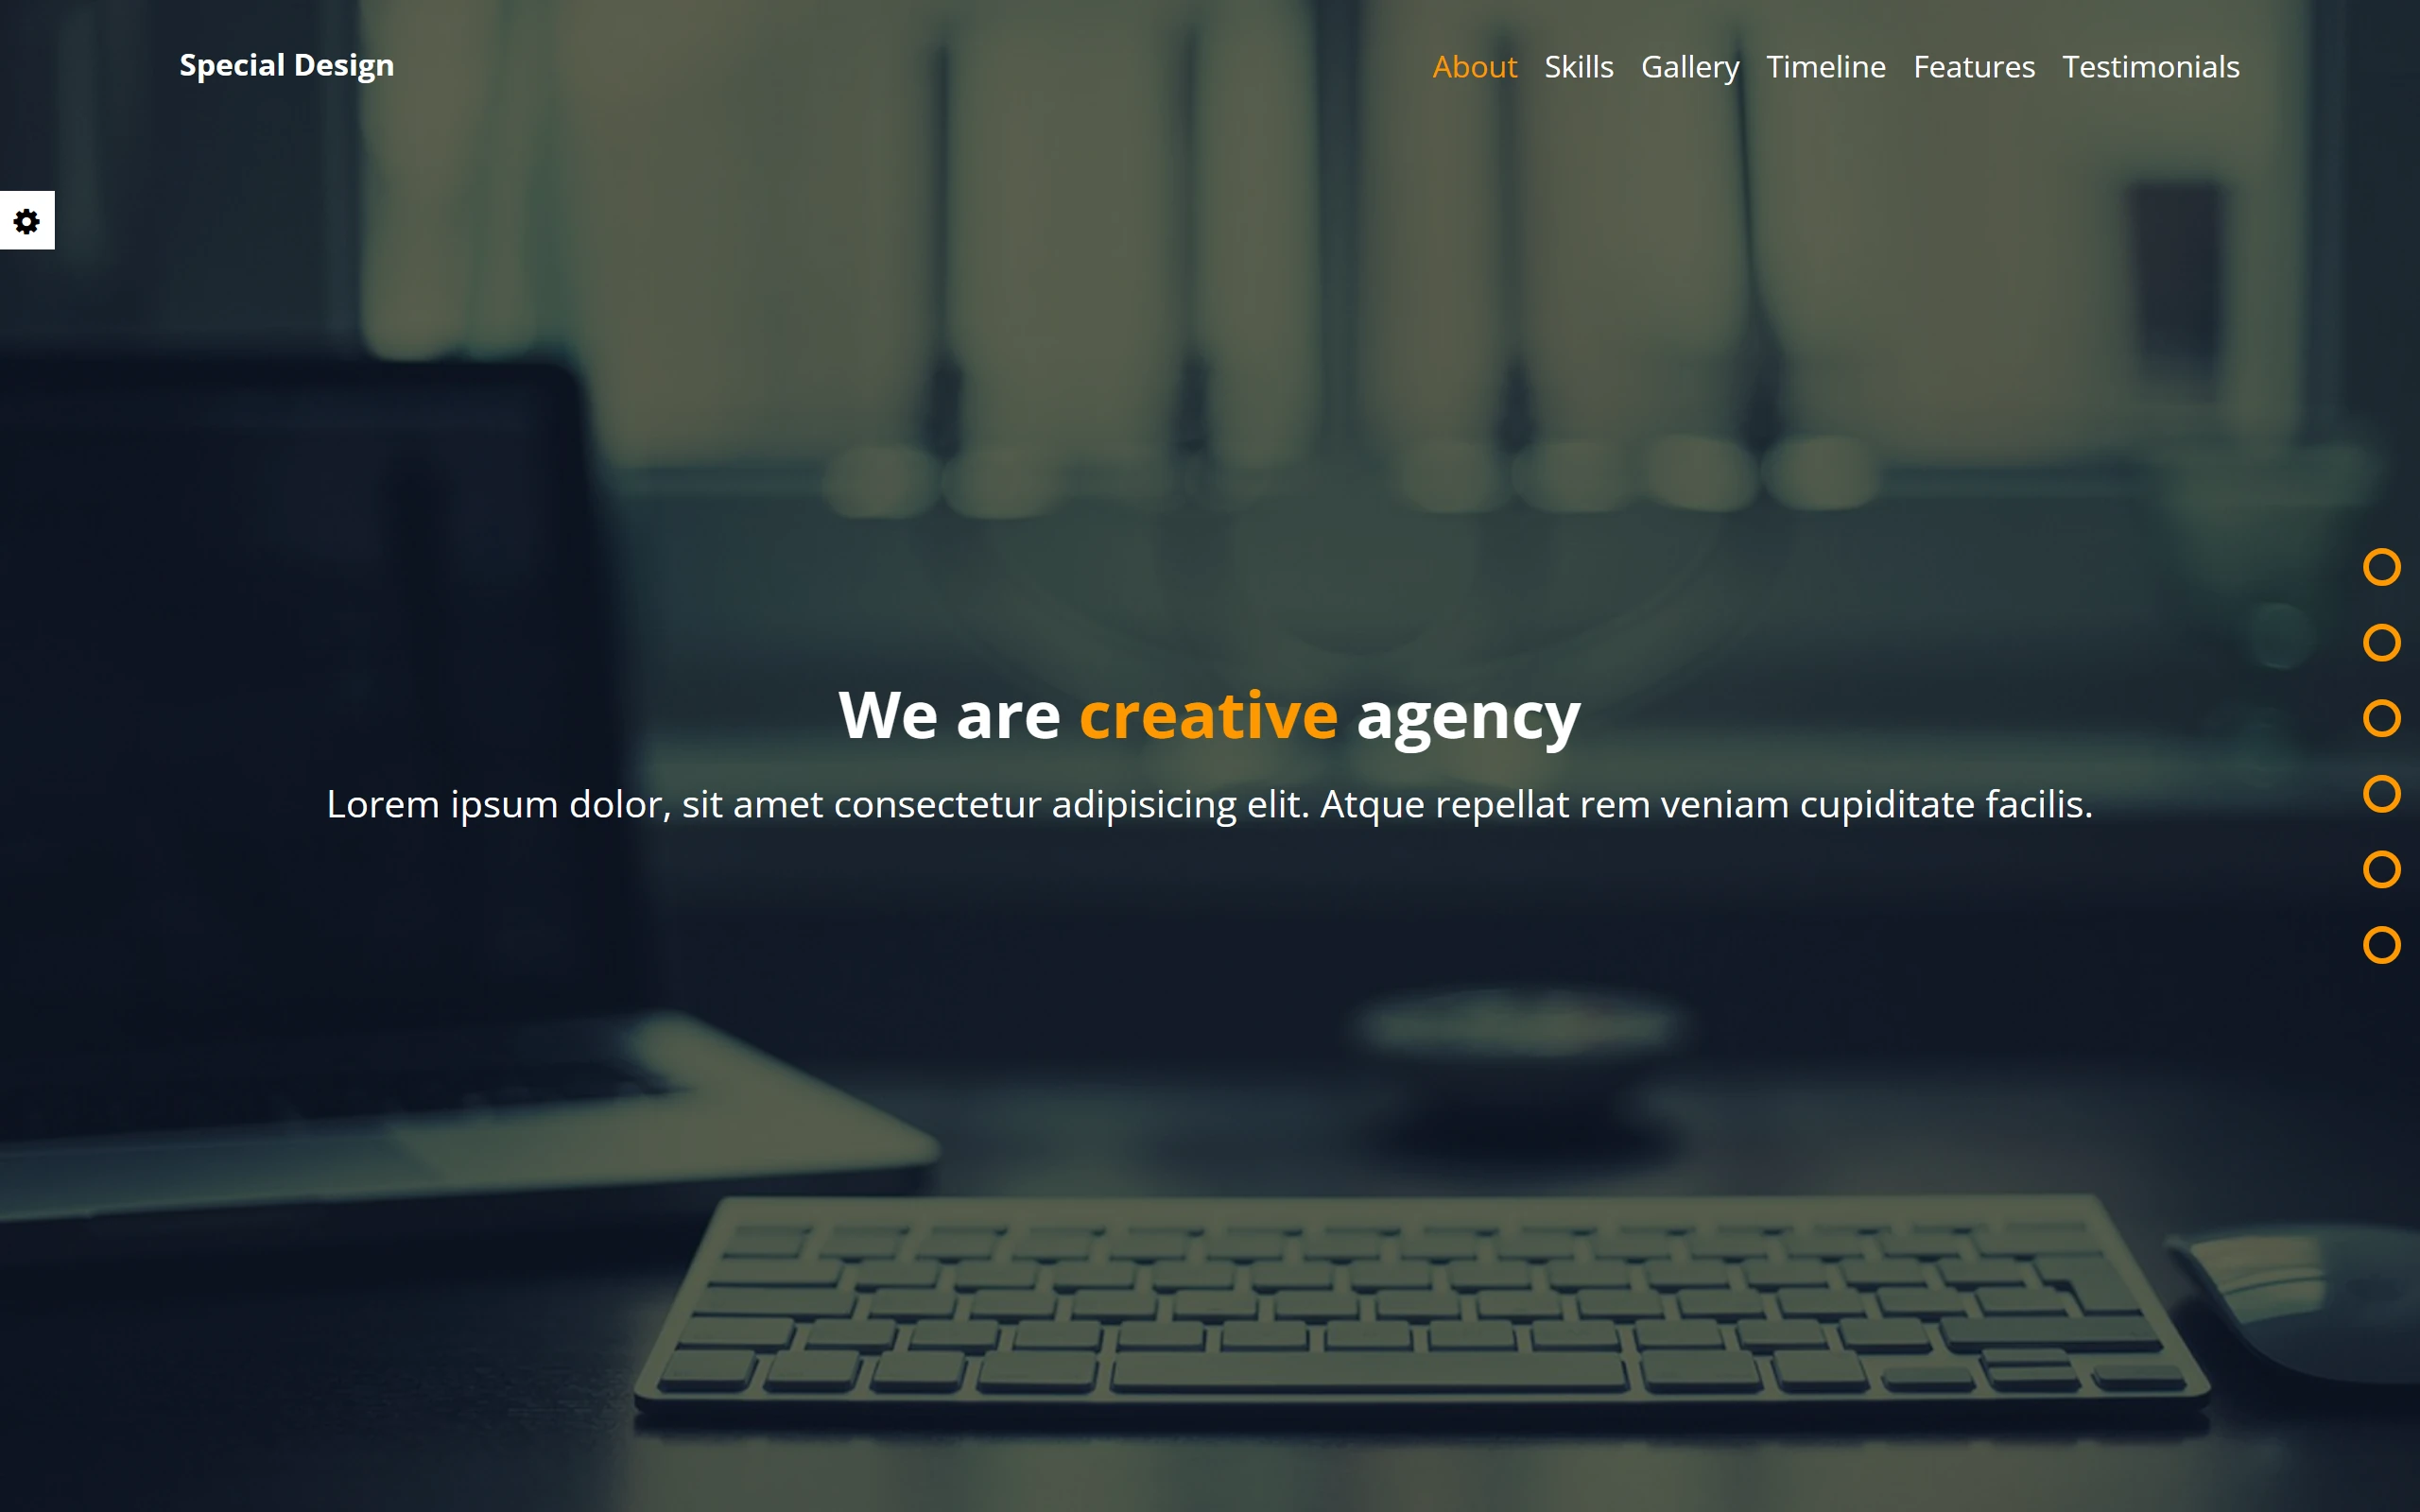 Special Design
About Skills Gallery Timeline Features Testimonials
We are creative agency
Lorem ipsum dolor, sit amet consectetur adipisicing elit. Atque repellat rem veniam cupiditate facilis.